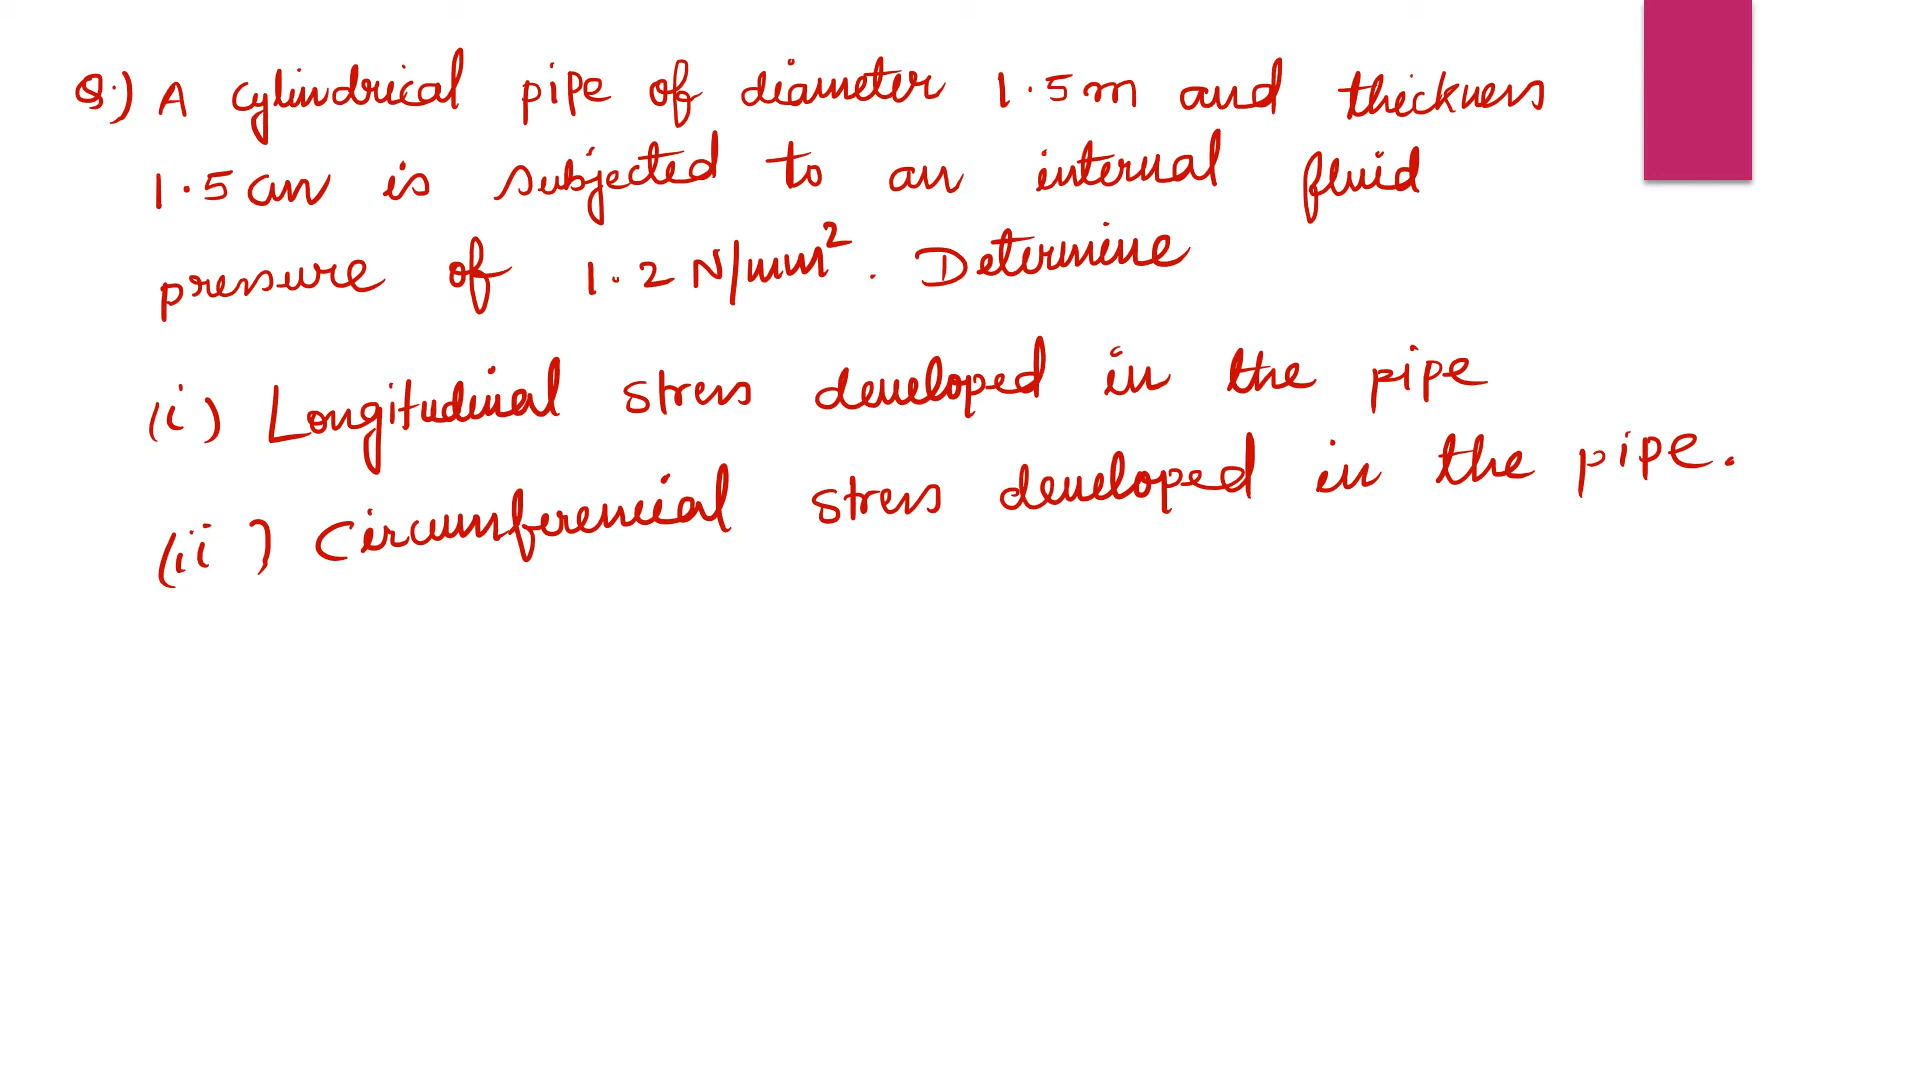 Q.) A cylindrical pipe of diameter 1.5m and thickness
1.5cm is subjected to an internal fluid
pressure of 1.2 N/mm². Determine
(i) Longitudinal stress developed in the pipe
(ii) Circumferencial stress developed in the pipe.